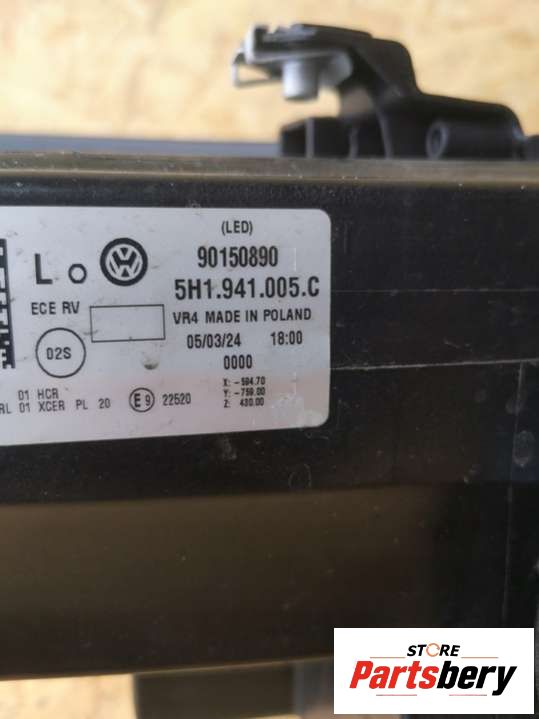 (LED)
90150890
L
5H1.941.005.C
ECE RV
VR4 MADE IN POLAND
05/03/24 18:00
02S
0000
01 HCR
X: -594.70
RL 01 XCER PL 20
E9 22520
Y: -759.00
Z: 430.00
STORE
Partsbery